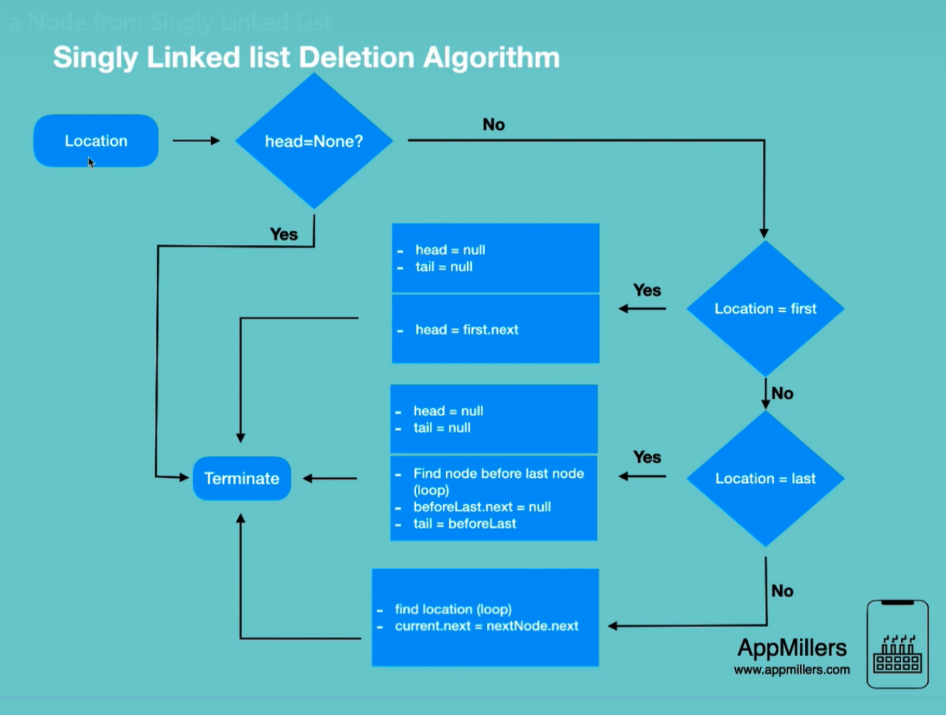 a Node from Singly Linked List
Singly Linked list Deletion Algorithm
Location
head=None?
No
Yes
- head = null
- tail = null
Yes
Location = first
- head = first.next
No
- head = null
- tail = null
Yes
Location = last
Terminate
- Find node before last node
(loop)
- beforeLast.next = null
- tail = beforeLast
No
- find location (loop)
- current.next = nextNode.next
AppMillers
www.appmillers.com